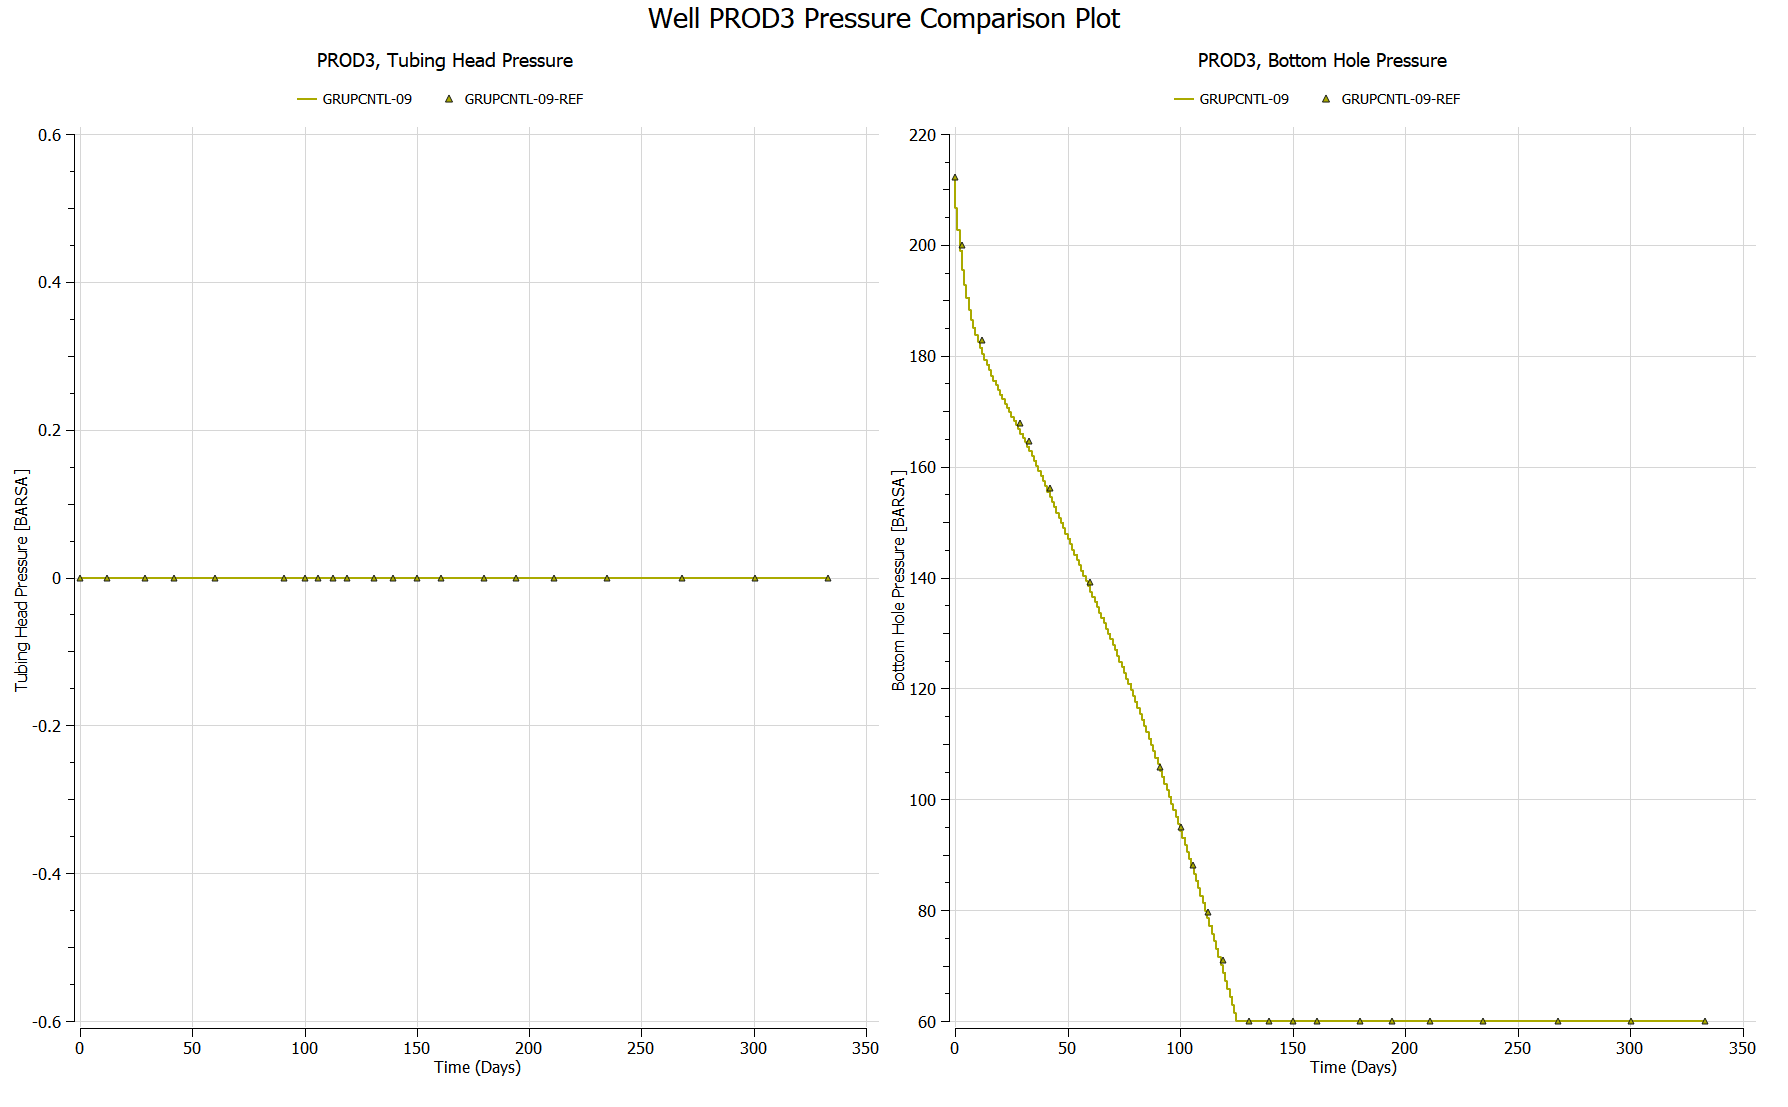 Well PROD3 Pressure Comparison Plot
PROD3, Tubing Head Pressure
GRUPCNTL-09 GRUPCNTL-09-REF
0.6
0.4
0.2
0
-0.2
-0.4
-0.6
Tubing Head Pressure [BARSA]
0 50 100 150 200 250 300 350
Time (Days)
PROD3, Bottom Hole Pressure
GRUPCNTL-09 GRUPCNTL-09-REF
220
200
180
160
140
120
100
80
60
Bottom Hole Pressure [BARSA]
0 50 100 150 200 250 300 350
Time (Days)